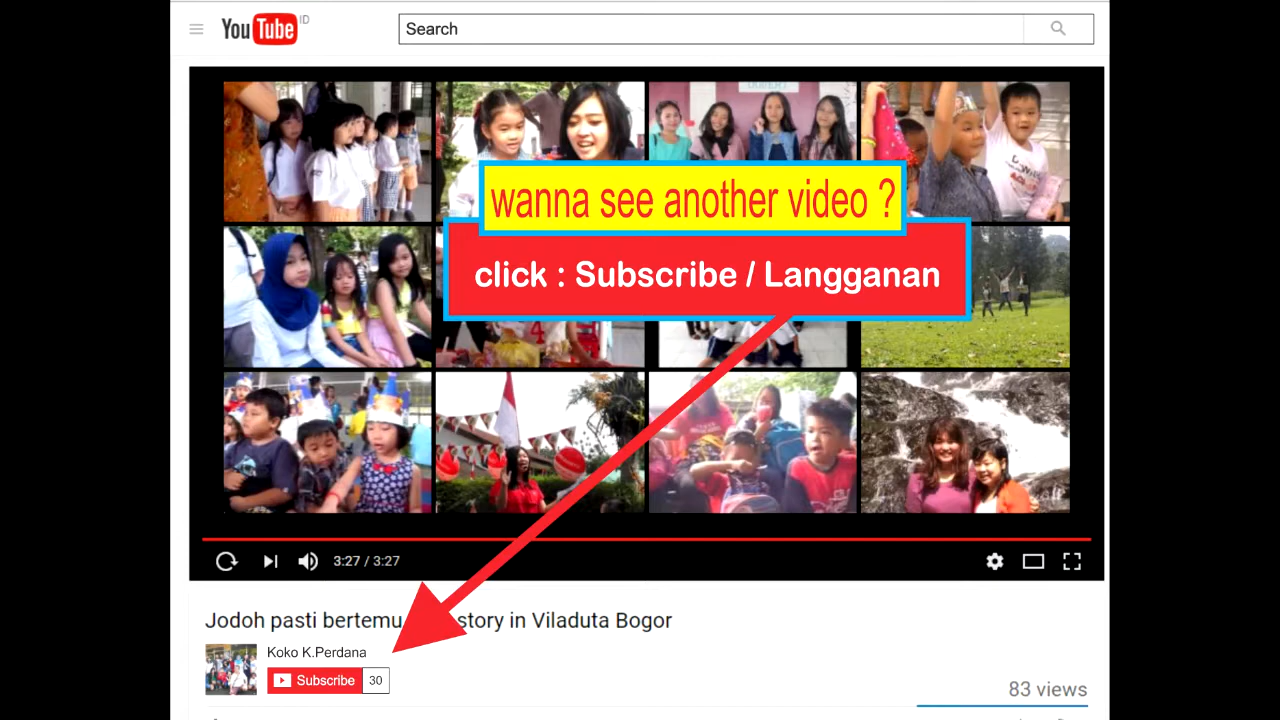 YouTube ID
Search
wanna see another video ?
click : Subscribe / Langganan
3:27 / 3:27
Jodoh pasti bertemu story in Viladuta Bogor
Koko K.Perdana
Subscribe 30
83 views